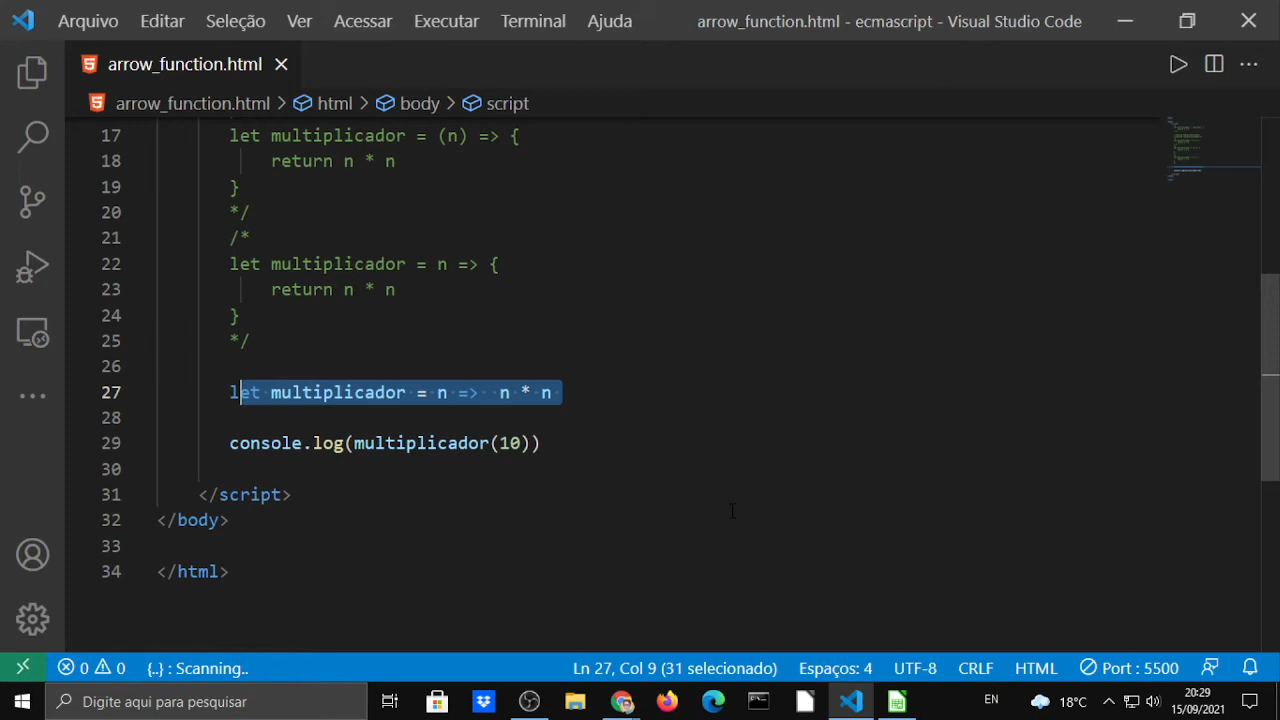 Arquivo Editar Seleção Ver Acessar Executar Terminal Ajuda arrow_function.html - ecmascript - Visual Studio Code
arrow_function.html
arrow_function.html > html > body > script
17 let multiplicador = (n) => {
18 return n * n
19 }
20 */
21 /*
22 let multiplicador = n => {
23 return n * n
24 }
25 */
26
27 let multiplicador = n =>  n * n
28
29 console.log(multiplicador(10))
30
31 </script>
32 </body>
33
34 </html>
0 0 {..} : Scanning.. Ln 27, Col 9 (31 selecionado) Espaços: 4 UTF-8 CRLF HTML Port : 5500
Digite aqui para pesquisar EN 18°C 20:29
15/09/2021